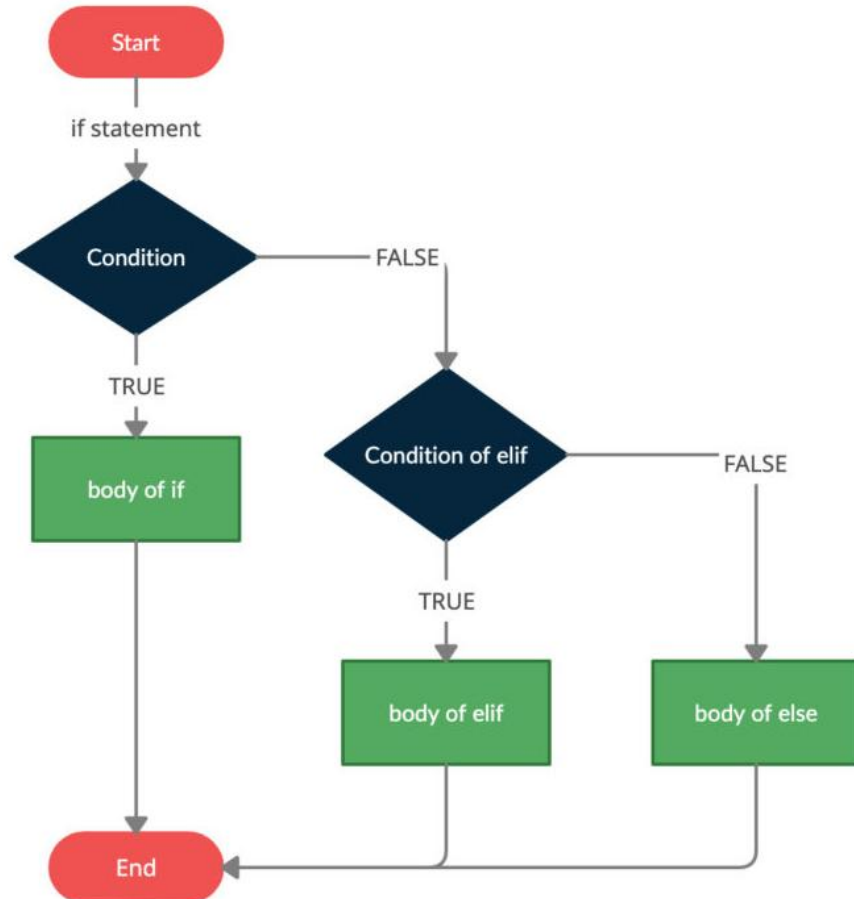 Start
if statement
Condition
FALSE
TRUE
Condition of elif
body of if
FALSE
TRUE
body of elif
body of else
End